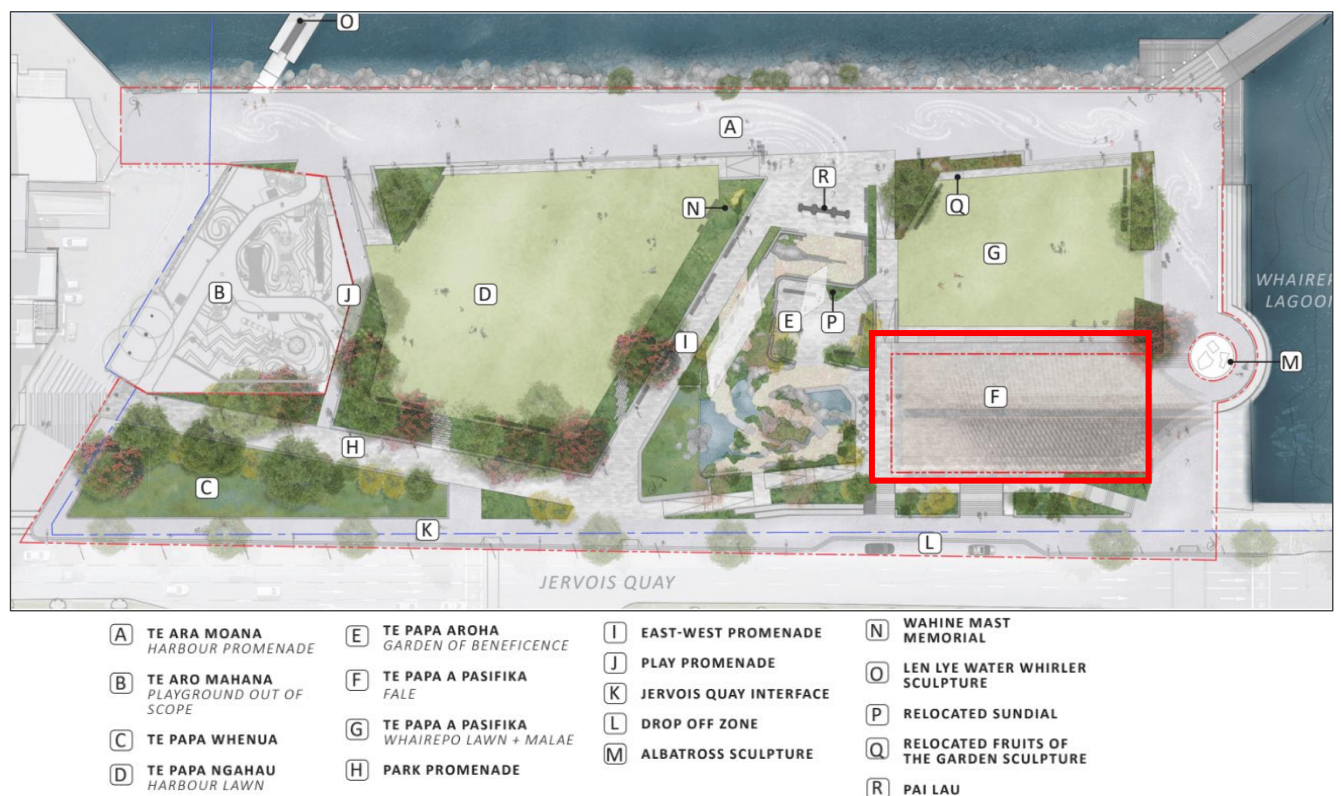 O
A
R
N
Q
G
B
J
D
P
E
WHAIREP
LAGOO
I
M
F
H
C
K
L
JERVOIS QUAY
A TE ARA MOANA
HARBOUR PROMENADE
B TE ARO MAHANA
PLAYGROUND OUT OF
SCOPE
C TE PAPA WHENUA
D TE PAPA NGAHAU
HARBOUR LAWN
E TE PAPA AROHA
GARDEN OF BENEFICENCE
F TE PAPA A PASIFIKA
FALE
G TE PAPA A PASIFIKA
WHAIREPO LAWN + MALAE
H PARK PROMENADE
I EAST-WEST PROMENADE
J PLAY PROMENADE
K JERVOIS QUAY INTERFACE
L DROP OFF ZONE
M ALBATROSS SCULPTURE
N WAHINE MAST
MEMORIAL
O LEN LYE WATER WHIRLER
SCULPTURE
P RELOCATED SUNDIAL
Q RELOCATED FRUITS OF
THE GARDEN SCULPTURE
R PAI LAU